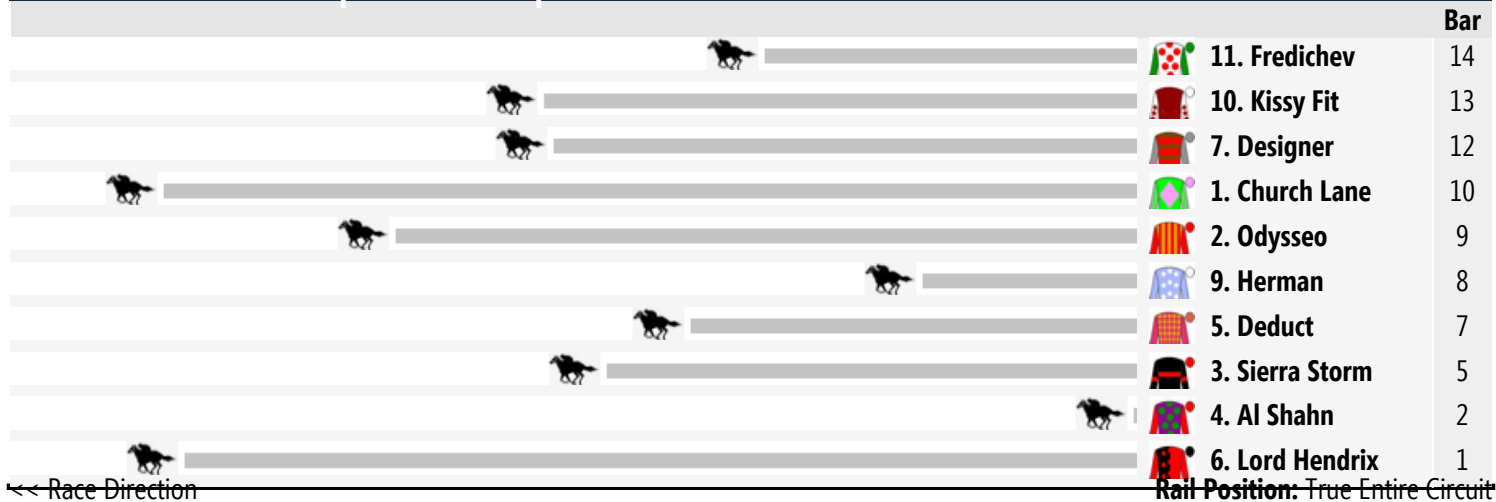 Bar
11. Fredichev 14
10. Kissy Fit 13
7. Designer 12
1. Church Lane 10
2. Odysseo 9
9. Herman 8
5. Deduct 7
3. Sierra Storm 5
4. Al Shahn 2
6. Lord Hendrix 1
<< Race Direction Rail Position: True Entire Circuit